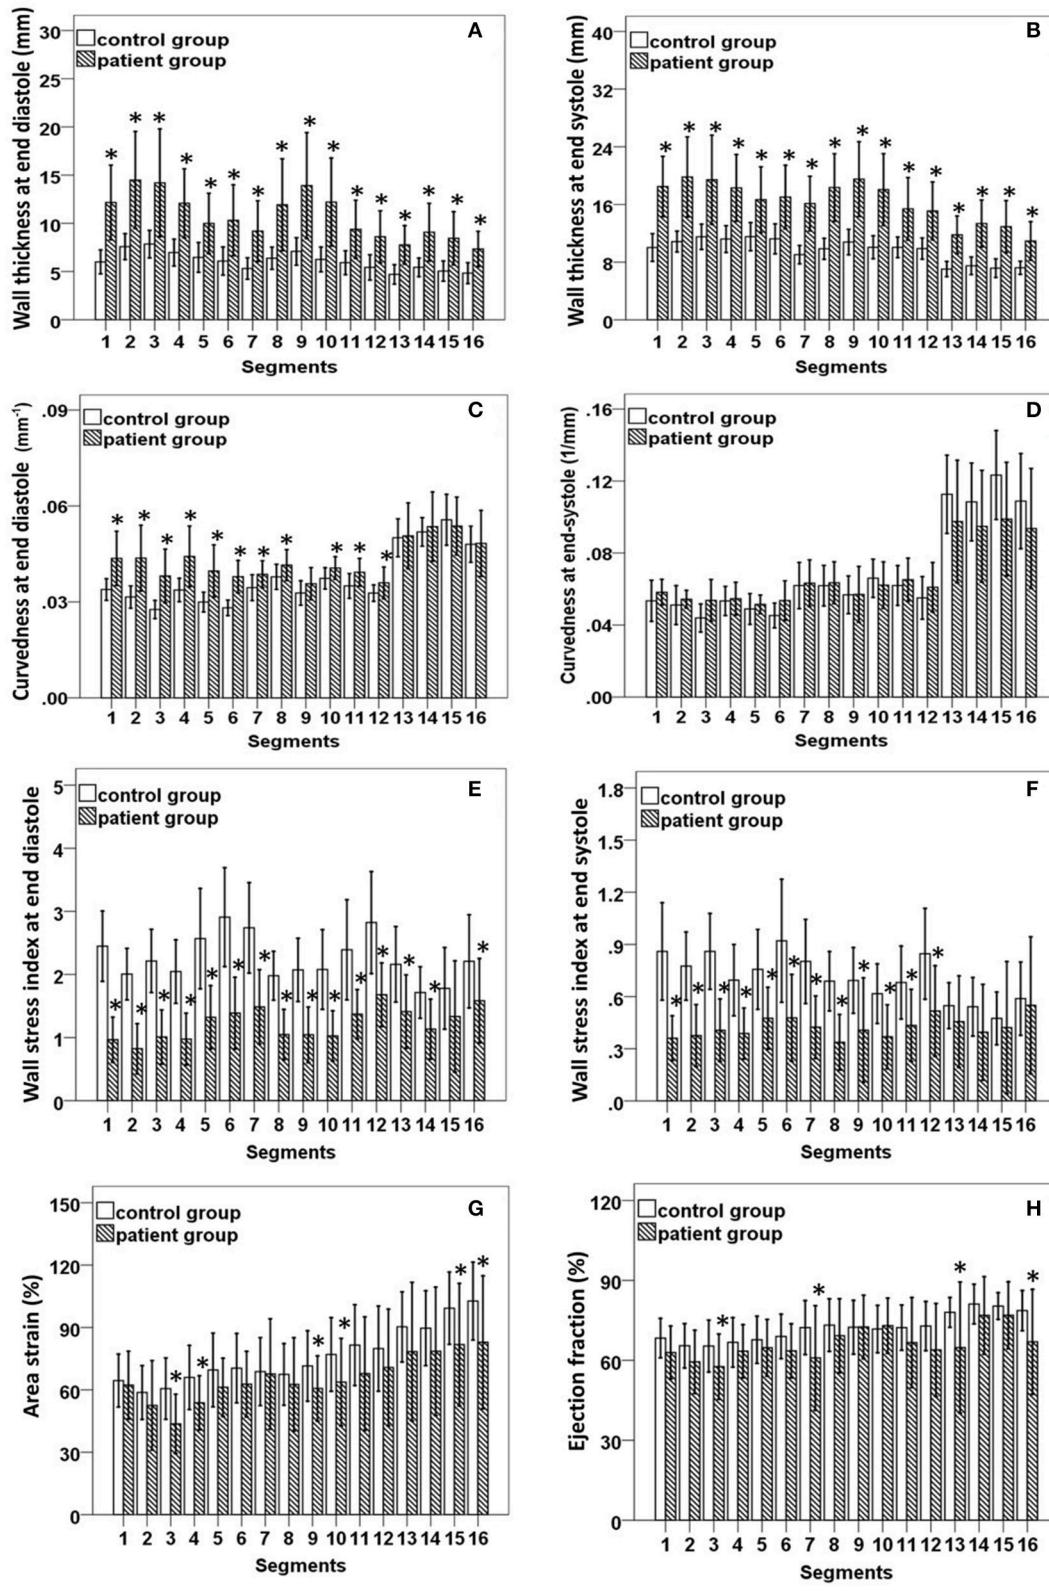 A
Wall thickness at end diastole (mm)
control group
patient group
30
25
20
15
10
5
0
* * * * * * * * * * * * * * * *
1 2 3 4 5 6 7 8 9 10 11 12 13 14 15 16
Segments
B
Wall thickness at end systole (mm)
control group
patient group
40
32
24
16
8
0
* * * * * * * * * * * * * * * *
1 2 3 4 5 6 7 8 9 10 11 12 13 14 15 16
Segments
C
Curvedness at end diastole (mm⁻¹)
control group
patient group
.09
.06
.03
.00
* * * * * * * * * * *
1 2 3 4 5 6 7 8 9 10 11 12 13 14 15 16
Segments
D
Curvedness at end-systole (1/mm)
control group
patient group
.16
.12
.08
.04
.00
1 2 3 4 5 6 7 8 9 10 11 12 13 14 15 16
Segments
E
Wall stress index at end diastole
control group
patient group
5
4
3
2
1
0
* * * * * * * * * * * * * * *
1 2 3 4 5 6 7 8 9 10 11 12 13 14 15 16
Segments
F
Wall stress index at end systole
control group
patient group
1.8
1.5
1.2
.9
.6
.3
.0
* * * * * * * * * * * *
1 2 3 4 5 6 7 8 9 10 11 12 13 14 15 16
Segments
G
Area strain (%)
control group
patient group
150
120
90
60
30
0
* * * * * *
1 2 3 4 5 6 7 8 9 10 11 12 13 14 15 16
Segments
H
Ejection fraction (%)
control group
patient group
120
90
60
30
0
* * * *
1 2 3 4 5 6 7 8 9 10 11 12 13 14 15 16
Segments